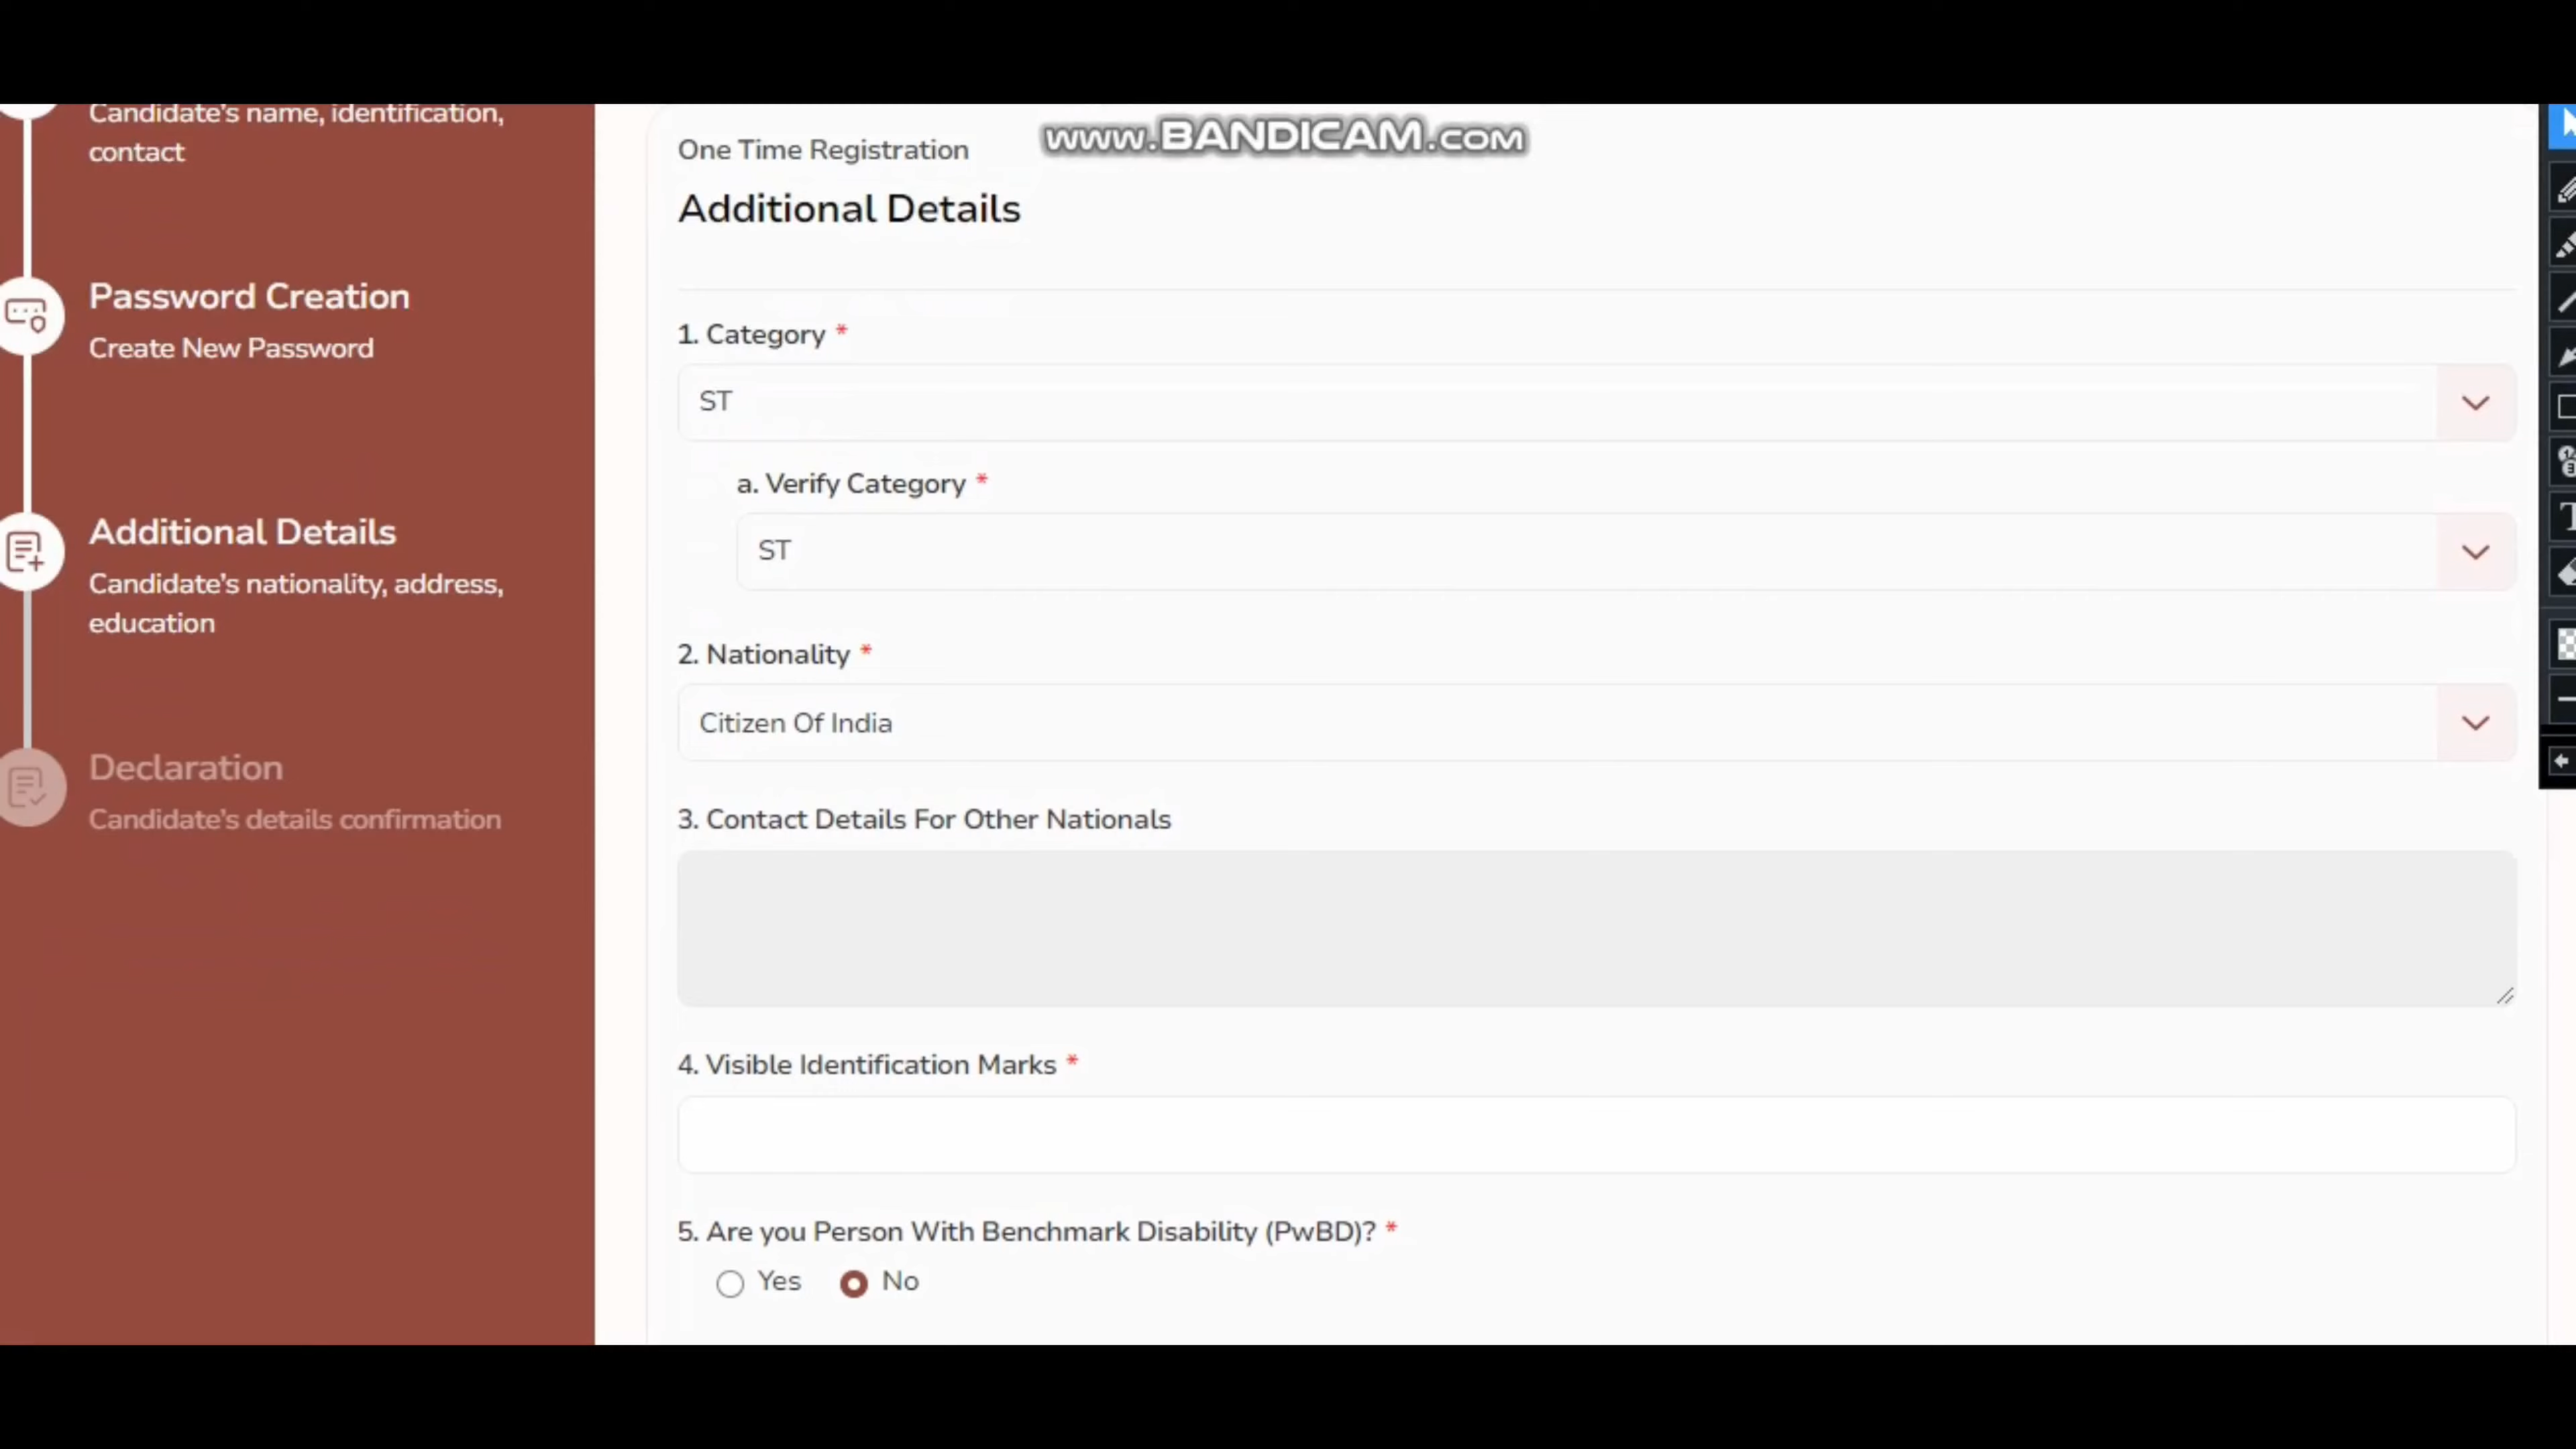 Candidate's name, identification,
contact
Password Creation
Create New Password
Additional Details
Candidate's nationality, address,
education
Declaration
Candidate's details confirmation
www.BANDICAM.com
One Time Registration
Additional Details
1. Category *
ST
a. Verify Category *
ST
2. Nationality *
Citizen Of India
3. Contact Details For Other Nationals
4. Visible Identification Marks *
5. Are you Person With Benchmark Disability (PwBD)? *
Yes No